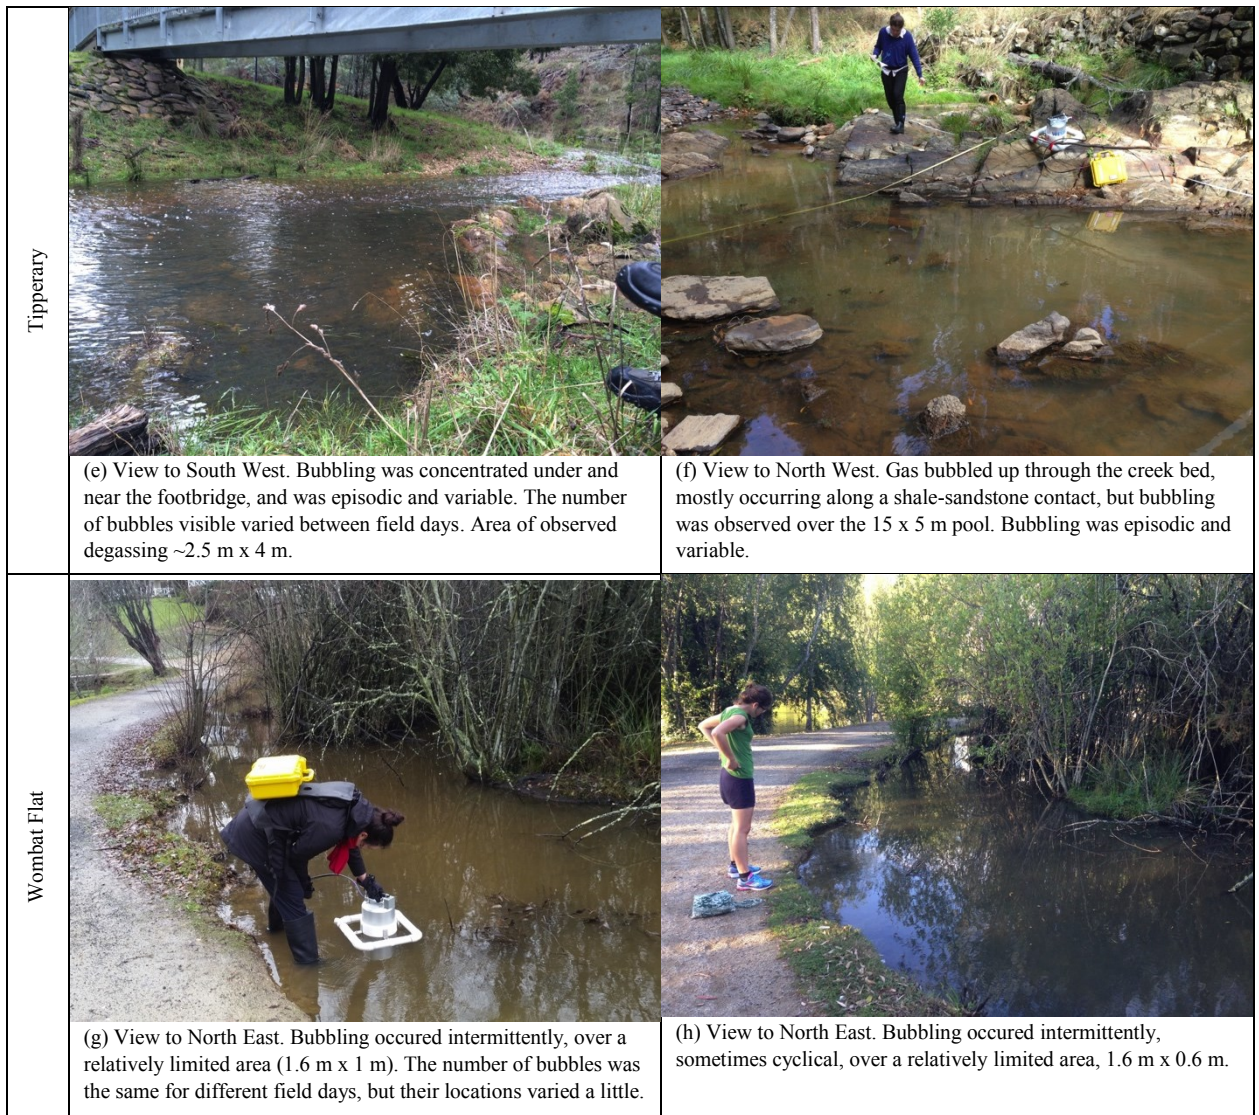 Tipperary
(e) View to South West. Bubbling was concentrated under and
near the footbridge, and was episodic and variable. The number
of bubbles visible varied between field days. Area of observed
degassing ~2.5 m x 4 m.
(f) View to North West. Gas bubbled up through the creek bed,
mostly occurring along a shale-sandstone contact, but bubbling
was observed over the 15 x 5 m pool. Bubbling was episodic and
variable.
Wombat Flat
(g) View to North East. Bubbling occured intermittently, over a
relatively limited area (1.6 m x 1 m). The number of bubbles was
the same for different field days, but their locations varied a little.
(h) View to North East. Bubbling occured intermittently,
sometimes cyclical, over a relatively limited area, 1.6 m x 0.6 m.